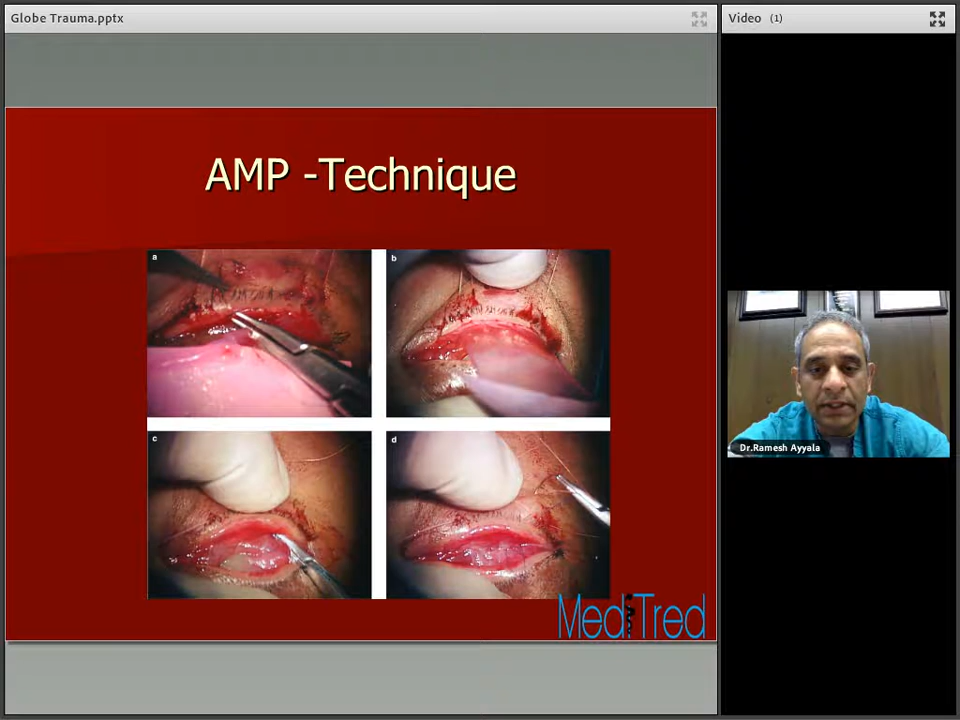 Globe Trauma.pptx
Video (1)
AMP -Technique
a
b
c
d
Dr.Ramesh Ayyala
MediTred